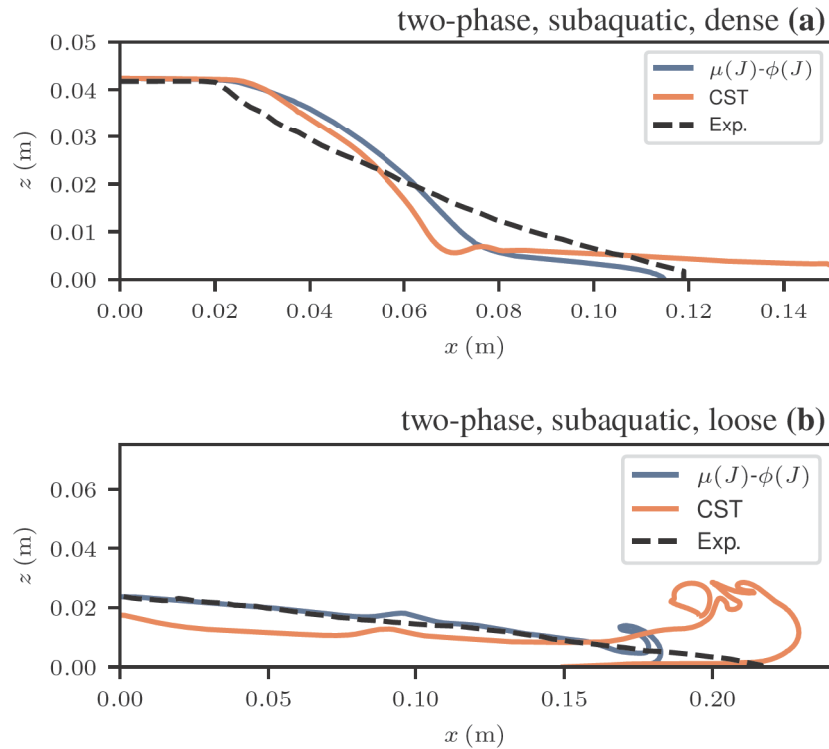 two-phase, subaquatic, dense (a)
0.05
0.04
0.03
0.02
0.01
0.00
z (m)
μ(J)-ϕ(J)
CST
Exp.
0.00 0.02 0.04 0.06 0.08 0.10 0.12 0.14
x (m)
two-phase, subaquatic, loose (b)
0.06
0.04
0.02
0.00
z (m)
μ(J)-ϕ(J)
CST
Exp.
0.00 0.05 0.10 0.15 0.20
x (m)